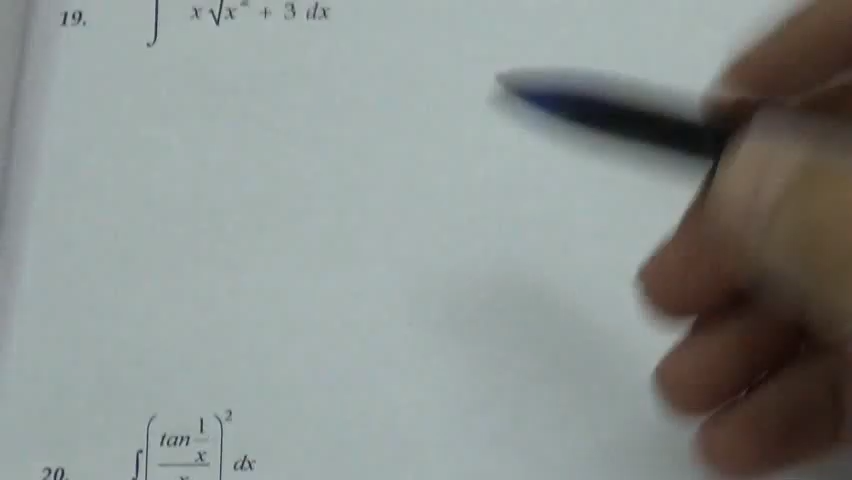 19. ∫ x√x² + 3 dx
20. ∫ (tan 1/x / x)² dx